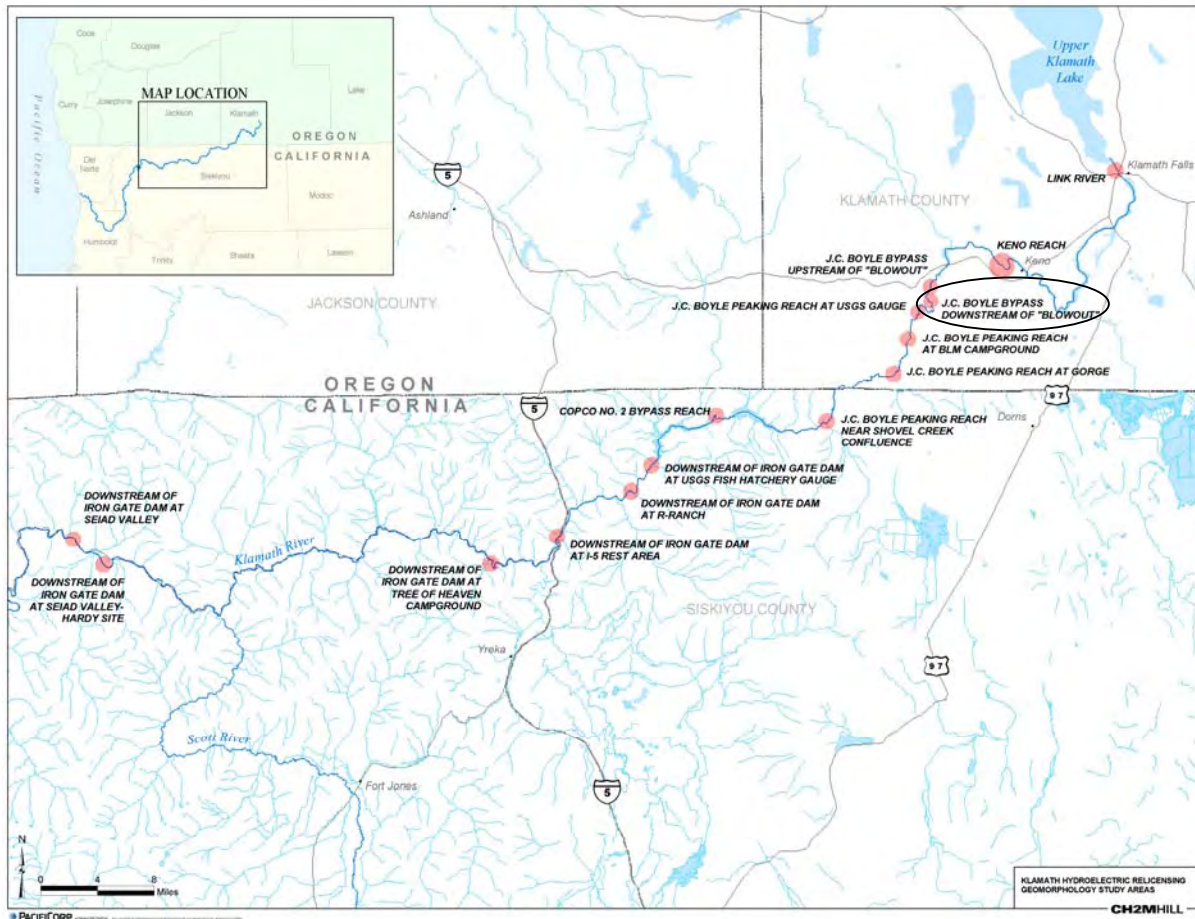 Cook
Douglas
Coos
Curry
Josephine
MAP LOCATION
Jackson
Klamath
Lake
OREGON
CALIFORNIA
Pacific Ocean
Del
Norte
Siskiyou
Modoc
Humboldt
Trinity
Shasta
Lassen
Upper
Klamath
Lake
5
Ashland
KLAMATH COUNTY
LINK RIVER
Klamath Falls
KENO REACH
Keno
J.C. BOYLE BYPASS
UPSTREAM OF "BLOWOUT"
JACKSON COUNTY
J.C. BOYLE PEAKING REACH AT USGS GAUGE
J.C. BOYLE BYPASS
DOWNSTREAM OF "BLOWOUT"
J.C. BOYLE PEAKING REACH
AT BLM CAMPGROUND
J.C. BOYLE PEAKING REACH AT GORGE
OREGON
CALIFORNIA
5
97
COPCO NO. 2 BYPASS REACH
J.C. BOYLE PEAKING REACH
NEAR SHOVEL CREEK
CONFLUENCE
Dorris
DOWNSTREAM OF IRON GATE DAM
AT USGS FISH HATCHERY GAUGE
DOWNSTREAM OF IRON GATE DAM
AT R-RANCH
DOWNSTREAM OF
IRON GATE DAM AT
SEIAD VALLEY
DOWNSTREAM OF IRON GATE DAM
AT I-5 REST AREA
Klamath River
DOWNSTREAM OF
IRON GATE DAM
AT SEIAD VALLEY-
HARDY SITE
DOWNSTREAM OF
IRON GATE DAM AT
TREE OF HEAVEN
CAMPGROUND
SISKIYOU COUNTY
Yreka
97
Scott River
Fort Jones
5
N
0 4 8
Miles
KLAMATH HYDROELECTRIC RELICENSING
GEOMORPHOLOGY STUDY AREAS
PACIFICORP
CH2MHILL